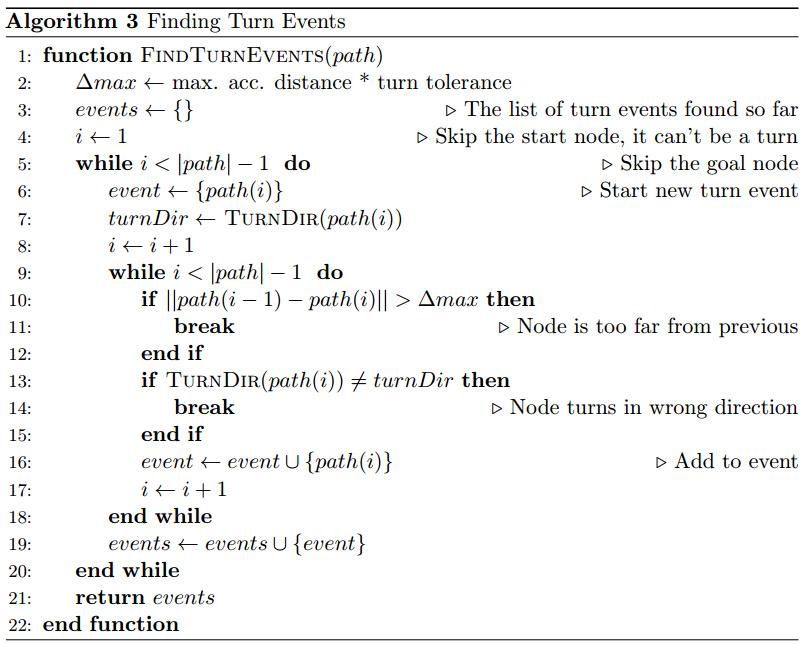 Algorithm 3 Finding Turn Events
1: function FINDTURNEVENTS(path)
2: Δmax ← max. acc. distance * turn tolerance
3: events ← {} ▷ The list of turn events found so far
4: i ← 1 ▷ Skip the start node, it can't be a turn
5: while i < |path| − 1 do ▷ Skip the goal node
6: event ← {path(i)} ▷ Start new turn event
7: turnDir ← TURNDIR(path(i))
8: i ← i + 1
9: while i < |path| − 1 do
10: if ||path(i − 1) − path(i)|| > Δmax then
11: break ▷ Node is too far from previous
12: end if
13: if TURNDIR(path(i)) ≠ turnDir then
14: break ▷ Node turns in wrong direction
15: end if
16: event ← event ∪ {path(i)} ▷ Add to event
17: i ← i + 1
18: end while
19: events ← events ∪ {event}
20: end while
21: return events
22: end function